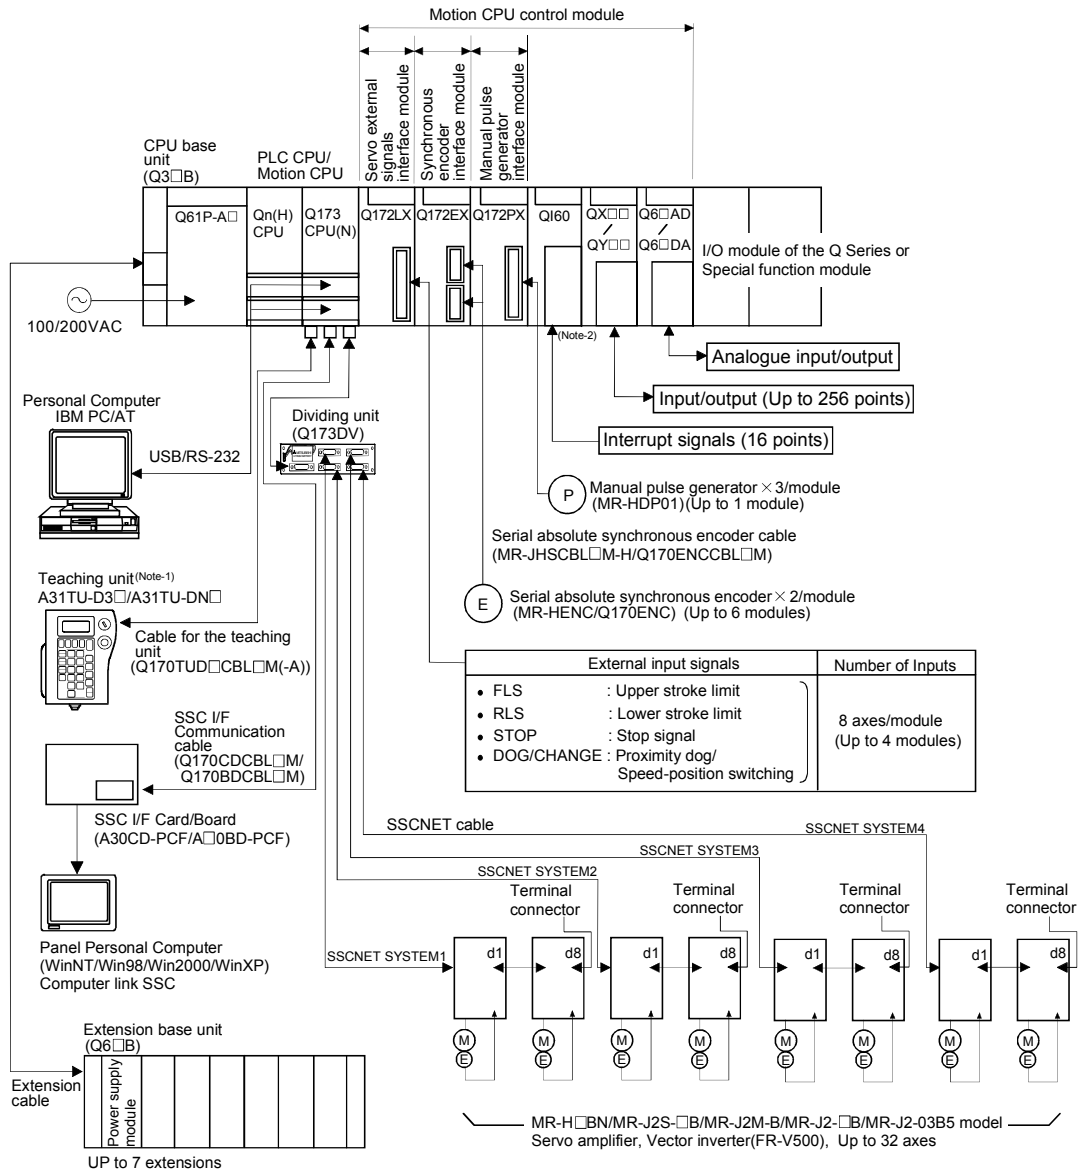 Motion CPU control module
Servo external
signals
interface module
Synchronous
encoder
interface module
Manual pulse
generator
interface module
CPU base
unit
(Q3□B)
PLC CPU/
Motion CPU
Q61P-A□
Qn(H)
CPU
Q173
CPU(N)
Q172LX
Q172EX
Q172PX
QI60
QX□□
/
QY□□
Q6□AD
/
Q6□DA
I/O module of the Q Series or
Special function module
100/200VAC
(Note-2)
Analogue input/output
Input/output (Up to 256 points)
Interrupt signals (16 points)
Personal Computer
IBM PC/AT
USB/RS-232
Dividing unit
(Q173DV)
P
Manual pulse generator × 3/module
(MR-HDP01)(Up to 1 module)
Serial absolute synchronous encoder cable
(MR-JHSCBL□M-H/Q170ENCCBL□M)
E
Serial absolute synchronous encoder × 2/module
(MR-HENC/Q170ENC) (Up to 6 modules)
Teaching unit(Note-1)
A31TU-D3□/A31TU-DN□
Cable for the teaching
unit
(Q170TUD□CBL□M(-A))
External input signals
Number of Inputs
• FLS : Upper stroke limit
• RLS : Lower stroke limit
• STOP : Stop signal
• DOG/CHANGE : Proximity dog/
Speed-position switching
8 axes/module
(Up to 4 modules)
SSC I/F
Communication
cable
(Q170CDCBL□M/
Q170BDCBL□M)
SSC I/F Card/Board
(A30CD-PCF/A□0BD-PCF)
SSCNET cable
SSCNET SYSTEM4
SSCNET SYSTEM3
SSCNET SYSTEM2
SSCNET SYSTEM1
Terminal
connector
Terminal
connector
Terminal
connector
Terminal
connector
d1
d8
d1
d8
d1
d8
d1
d8
M
E
M
E
M
E
M
E
M
E
M
E
M
E
M
E
Panel Personal Computer
(WinNT/Win98/Win2000/WinXP)
Computer link SSC
Extension base unit
(Q6□B)
Extension
cable
Power supply
module
UP to 7 extensions
MR-H□BN/MR-J2S-□B/MR-J2M-B/MR-J2-□B/MR-J2-03B5 model
Servo amplifier, Vector inverter(FR-V500), Up to 32 axes